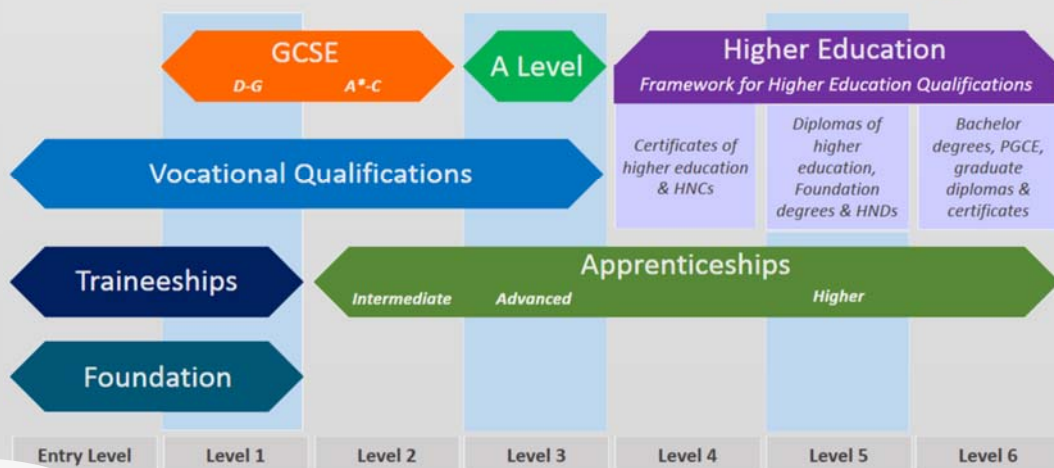 GCSE
D-G A*-C
A Level
Higher Education
Framework for Higher Education Qualifications
Certificates of
higher education
& HNCs
Diplomas of
higher
education,
Foundation
degrees & HNDs
Bachelor
degrees, PGCE,
graduate
diplomas &
certificates
Vocational Qualifications
Traineeships
Apprenticeships
Intermediate Advanced Higher
Foundation
Entry Level Level 1 Level 2 Level 3 Level 4 Level 5 Level 6